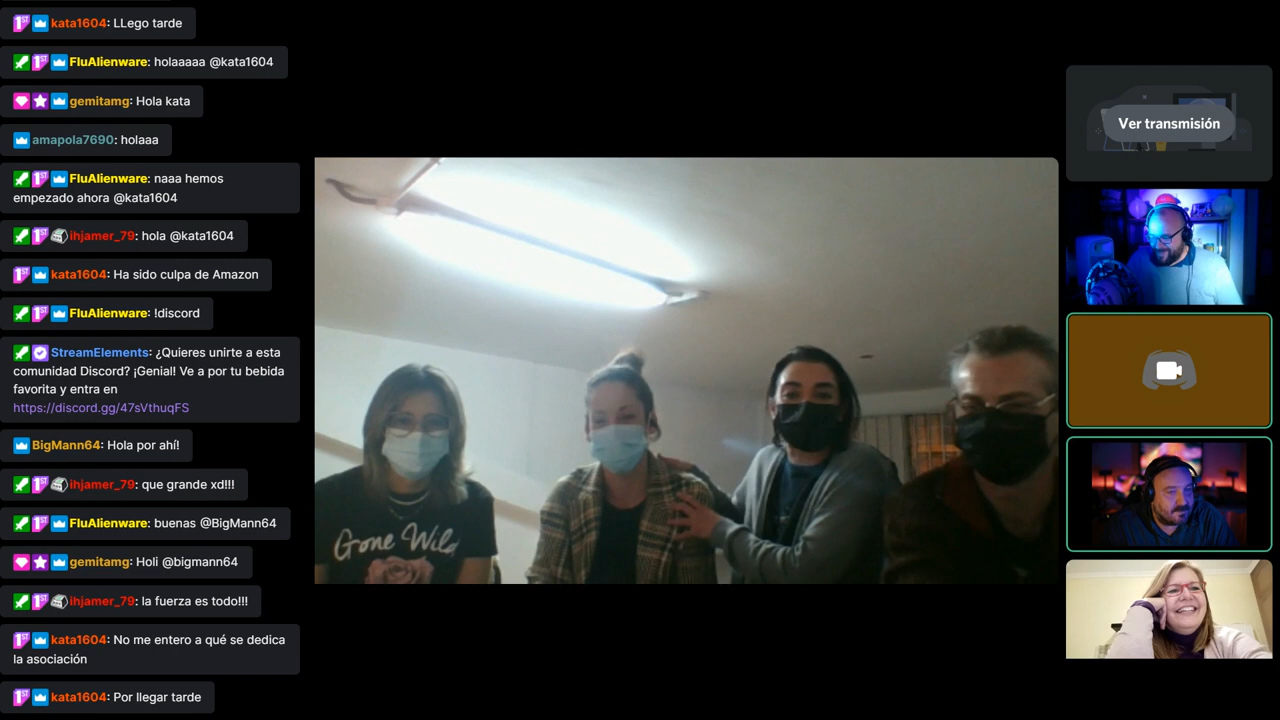 kata1604: LLego tarde
FluAlienware: holaaaaa @kata1604
gemitamg: Hola kata
amapola7690: holaaa
FluAlienware: naaa hemos
empezado ahora @kata1604
ihjamer_79: hola @kata1604
kata1604: Ha sido culpa de Amazon
FluAlienware: !discord
StreamElements: ¿Quieres unirte a esta
comunidad Discord? ¡Genial! Ve a por tu bebida
favorita y entra en
https://discord.gg/47sVthuqFS
BigMann64: Hola por ahí!
ihjamer_79: que grande xd!!!
FluAlienware: buenas @BigMann64
gemitamg: Holi @bigmann64
ihjamer_79: la fuerza es todo!!!
kata1604: No me entero a qué se dedica
la asociación
kata1604: Por llegar tarde
Gone Wild
Ver transmisión